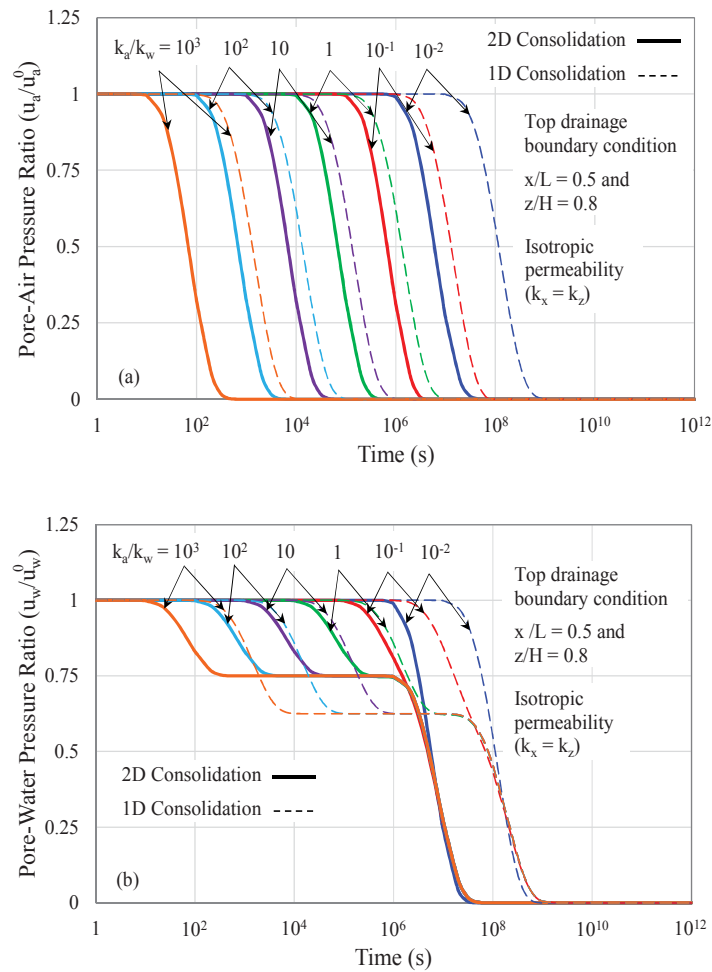 1.25
1
0.75
0.5
0.25
0
Pore-Air Pressure Ratio (u_a/u_a^0)
k_a/k_w = 10^3 10^2 10 1 10^-1 10^-2
2D Consolidation
1D Consolidation
Top drainage
boundary condition
x/L = 0.5 and
z/H = 0.8
Isotropic
permeability
(k_x = k_z)
(a)
1 10^2 10^4 10^6 10^8 10^10 10^12
Time (s)
1.25
1
0.75
0.5
0.25
0
Pore-Water Pressure Ratio (u_w/u_w^0)
k_a/k_w = 10^3 10^2 10 1 10^-1 10^-2
Top drainage
boundary condition
x /L = 0.5 and
z/H = 0.8
Isotropic
permeability
(k_x = k_z)
2D Consolidation
1D Consolidation
(b)
1 10^2 10^4 10^6 10^8 10^10 10^12
Time (s)